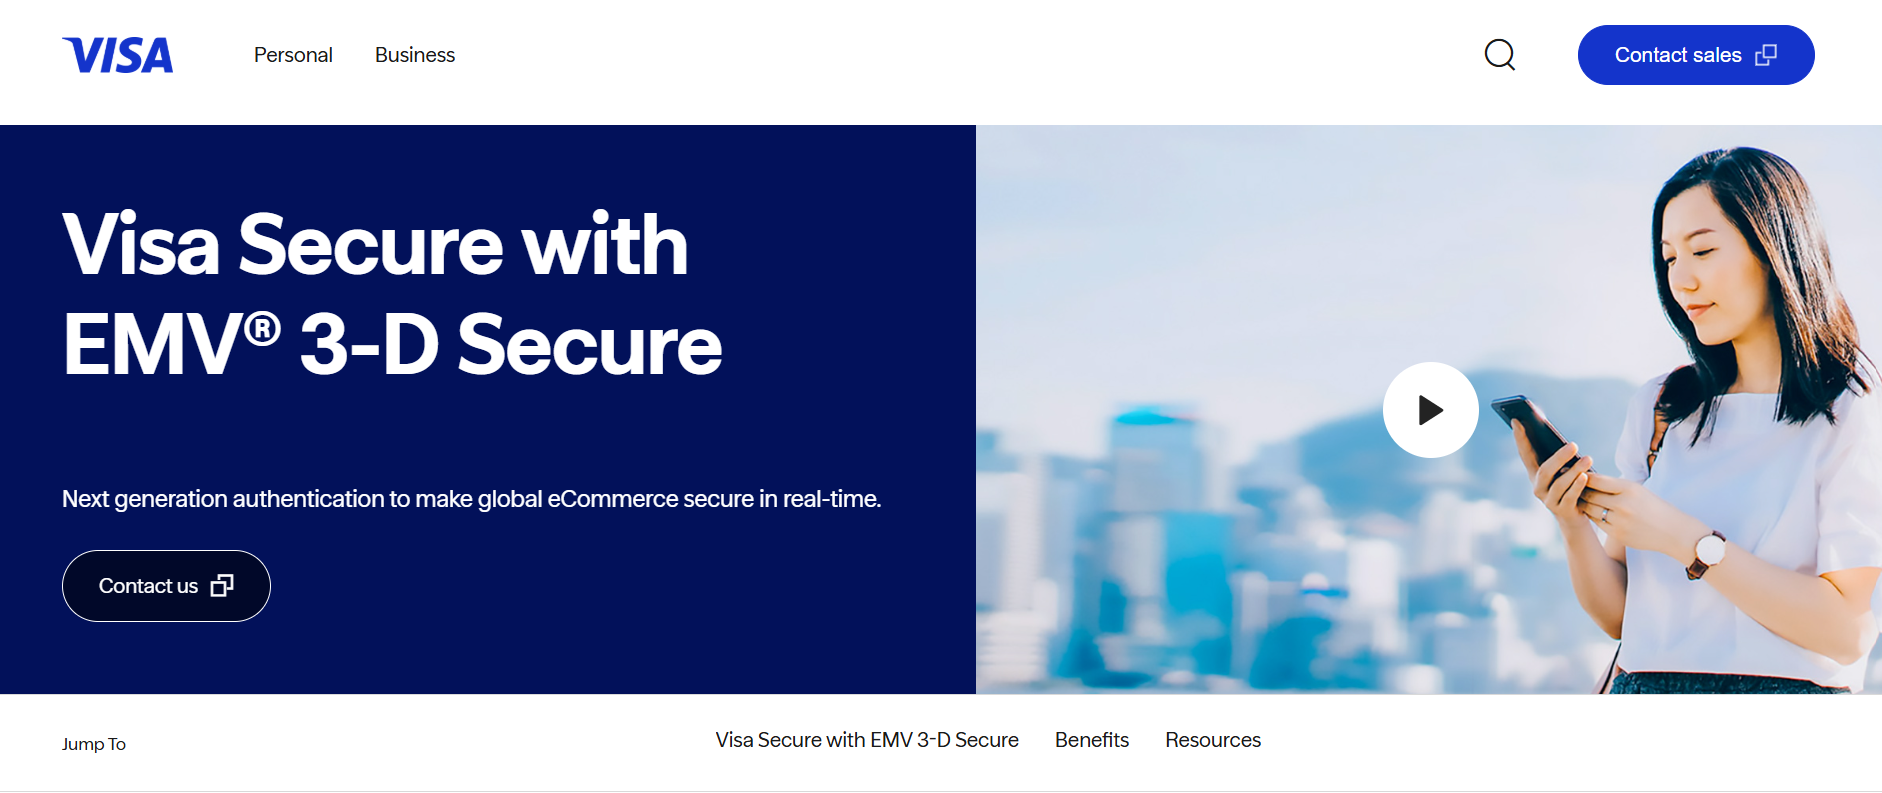 VISA
Personal
Business
Contact sales
Visa Secure with
EMV® 3-D Secure
Next generation authentication to make global eCommerce secure in real-time.
Contact us
Jump To
Visa Secure with EMV 3-D Secure
Benefits
Resources